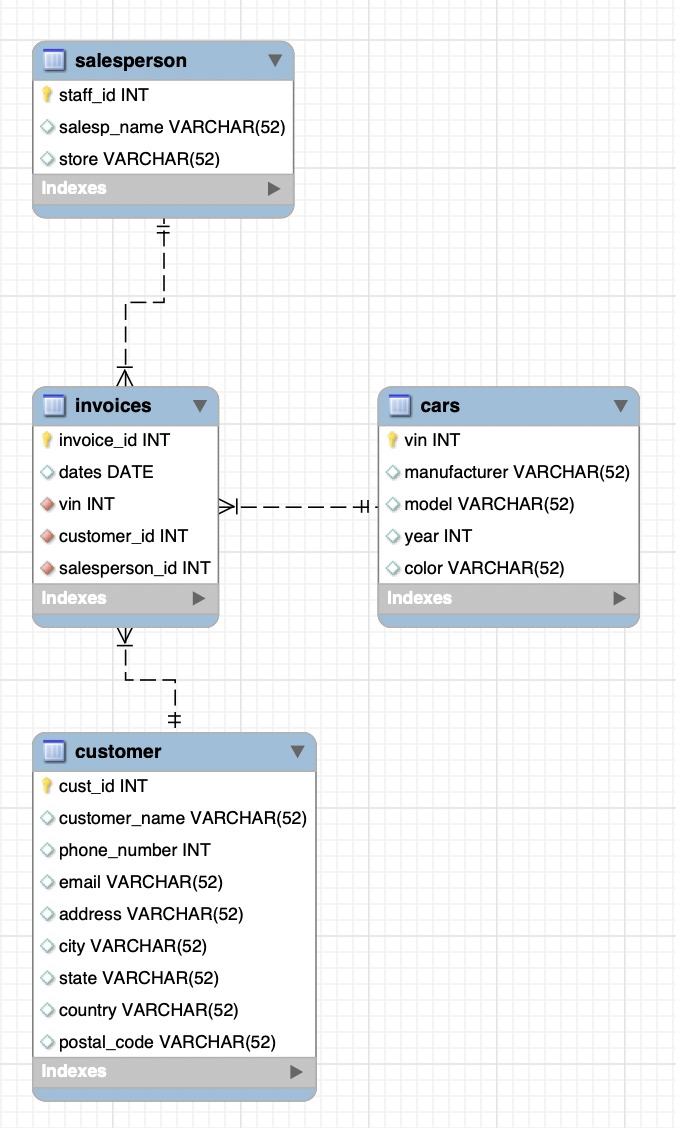 salesperson
staff_id INT
salesp_name VARCHAR(52)
store VARCHAR(52)
Indexes
invoices
invoice_id INT
dates DATE
vin INT
customer_id INT
salesperson_id INT
Indexes
cars
vin INT
manufacturer VARCHAR(52)
model VARCHAR(52)
year INT
color VARCHAR(52)
Indexes
customer
cust_id INT
customer_name VARCHAR(52)
phone_number INT
email VARCHAR(52)
address VARCHAR(52)
city VARCHAR(52)
state VARCHAR(52)
country VARCHAR(52)
postal_code VARCHAR(52)
Indexes